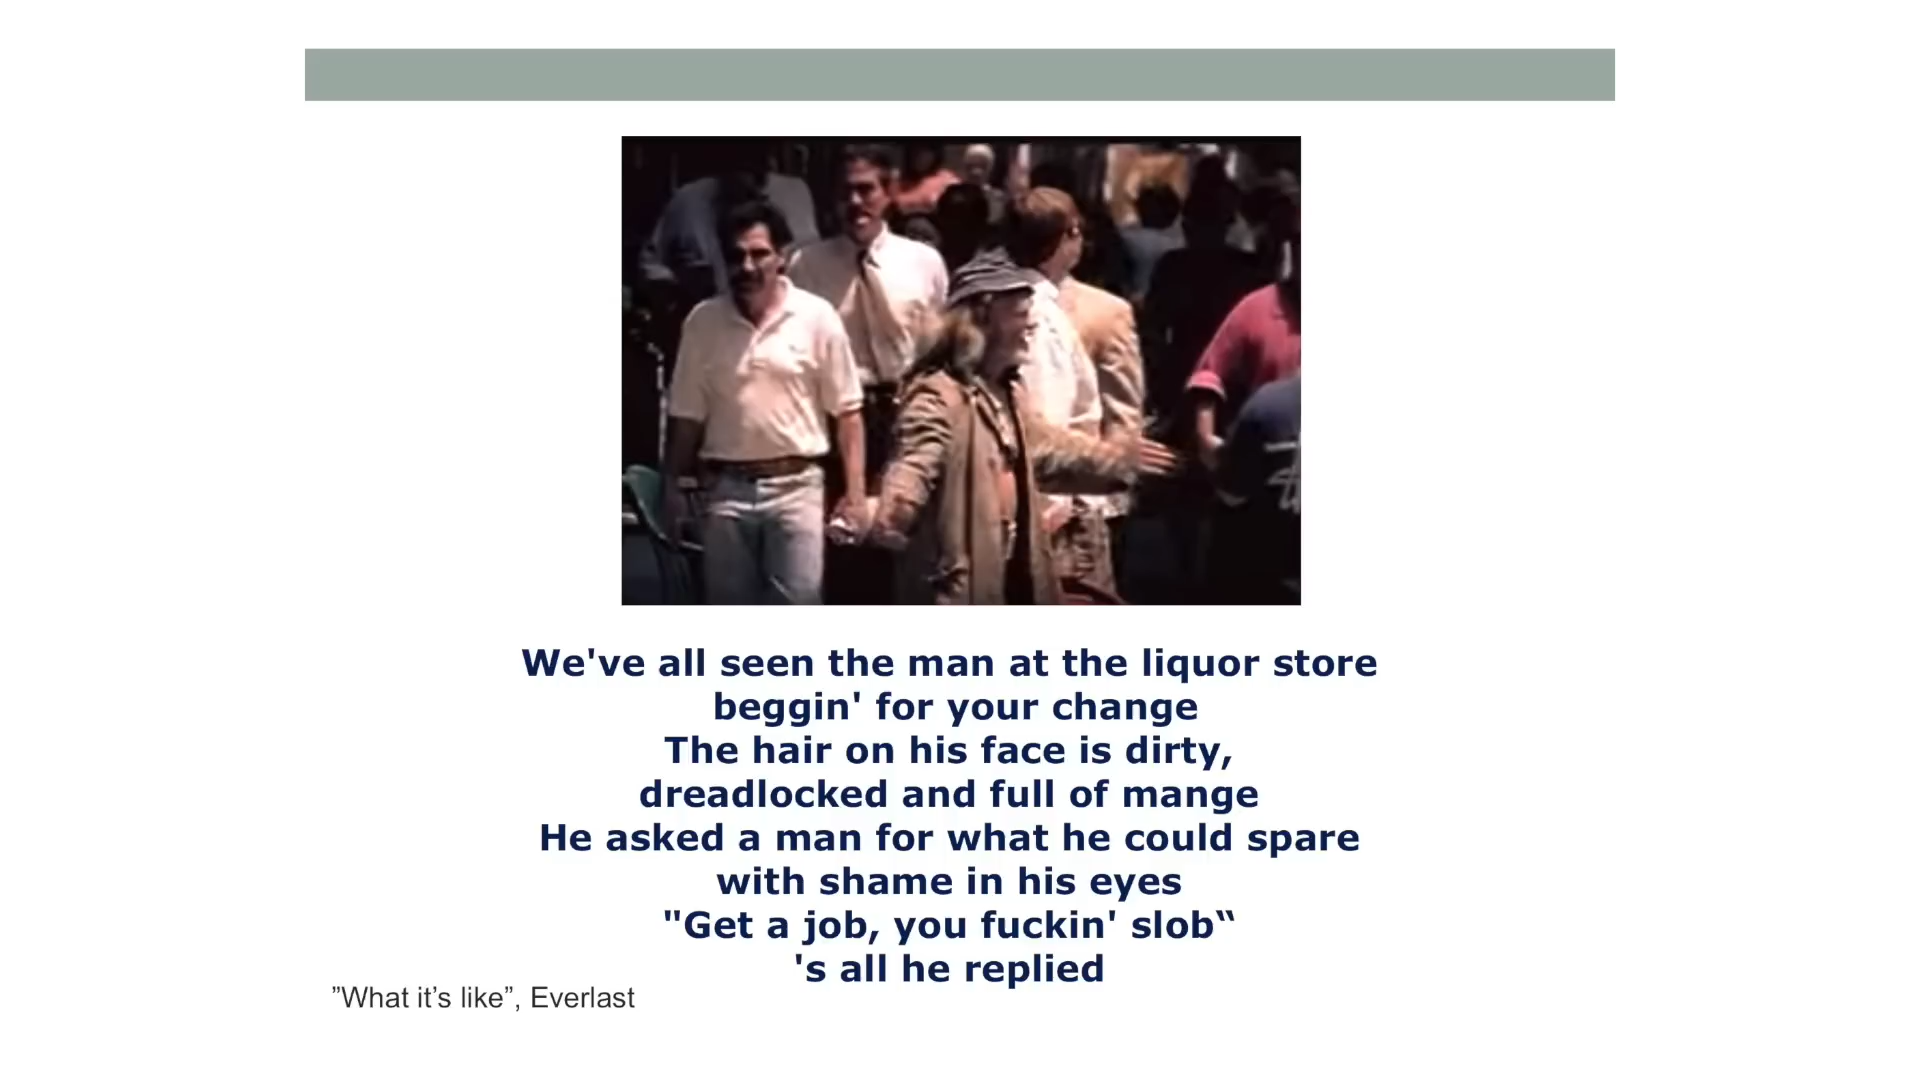 We've all seen the man at the liquor store
beggin' for your change
The hair on his face is dirty,
dreadlocked and full of mange
He asked a man for what he could spare
with shame in his eyes
"Get a job, you fuckin' slob“
's all he replied
”What it’s like”, Everlast